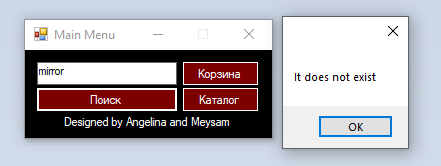 Main Menu
mirror
Корзина
Поиск
Каталог
Designed by Angelina and Meysam
It does not exist
OK